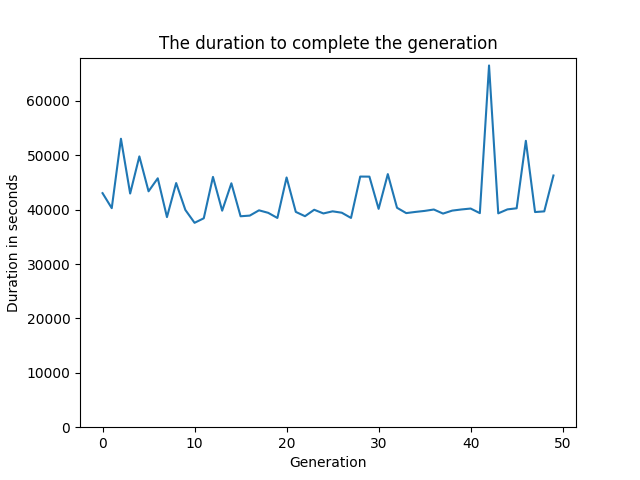 The duration to complete the generation
60000
50000
40000
30000
20000
10000
0
Duration in seconds
0 10 20 30 40 50
Generation